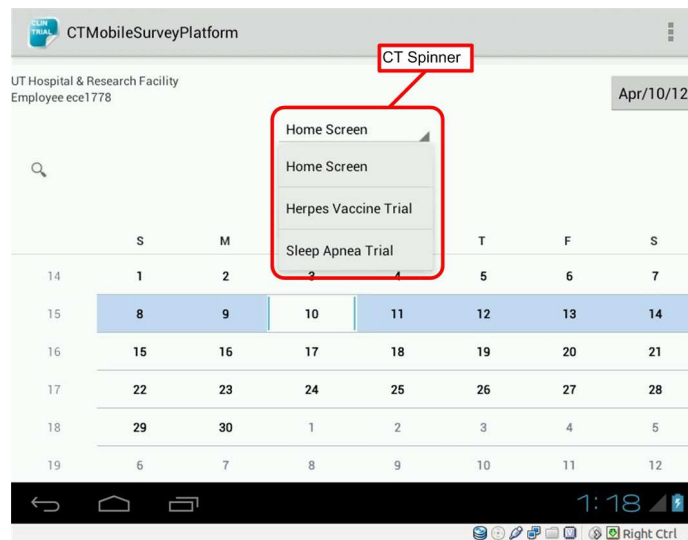 CLIN
TRIAL
CTMobileSurveyPlatform
CT Spinner
UT Hospital & Research Facility
Employee ece1778
Apr/10/12
Home Screen
Home Screen
Herpes Vaccine Trial
Sleep Apnea Trial
S M T F S
14 1 2 3 4 5 6 7
15 8 9 10 11 12 13 14
16 15 16 17 18 19 20 21
17 22 23 24 25 26 27 28
18 29 30 1 2 3 4 5
19 6 7 8 9 10 11 12
1:18
Right Ctrl